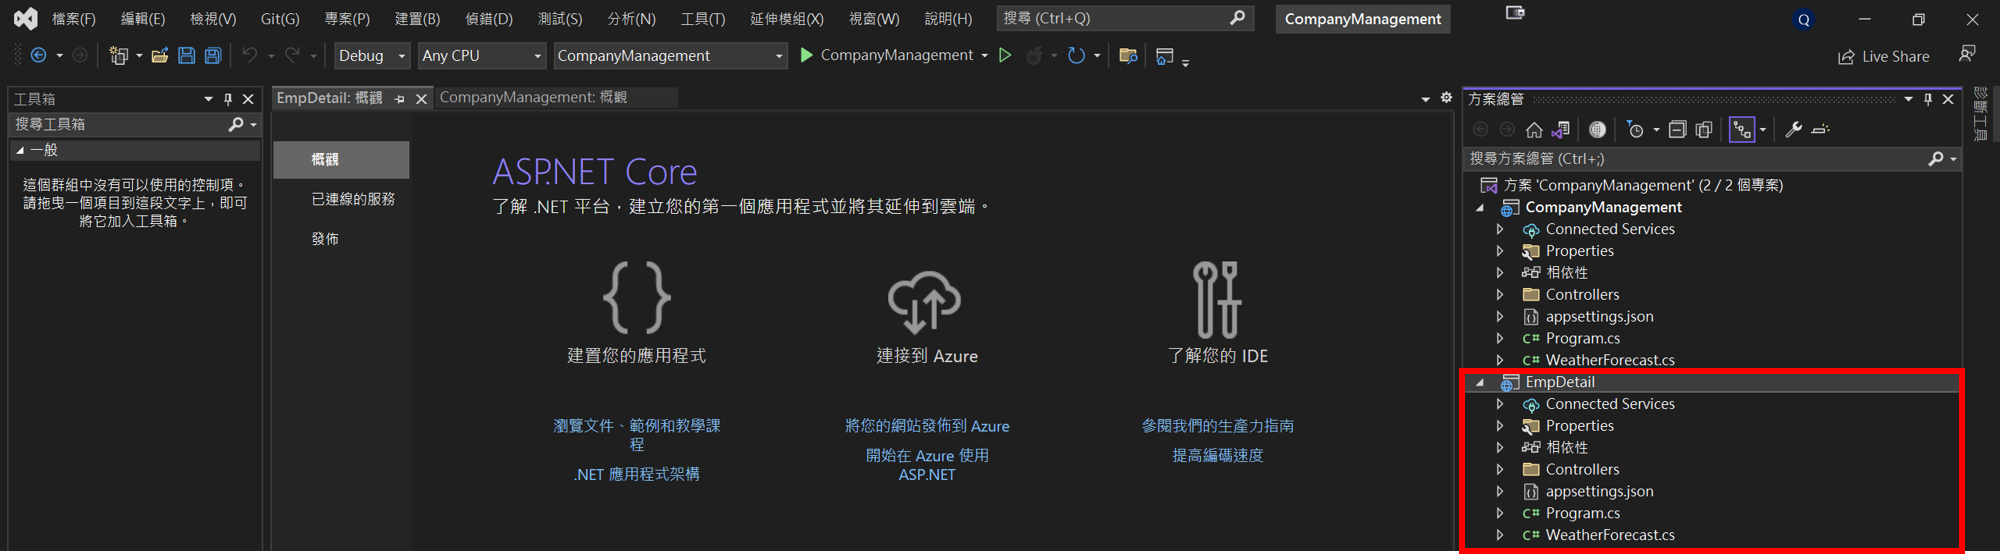 檔案(F) 編輯(E) 檢視(V) Git(G) 專案(P) 建置(B) 偵錯(D) 測試(S) 分析(N) 工具(T) 延伸模組(X) 視窗(W) 說明(H) 搜尋 (Ctrl+Q) CompanyManagement Q
Debug Any CPU CompanyManagement CompanyManagement Live Share
工具箱
搜尋工具箱
一般
這個群組中沒有可以使用的控制項。
請拖曳一個項目到這段文字上，即可
將它加入工具箱。
EmpDetail: 概觀 CompanyManagement: 概觀
概觀
已連線的服務
發佈
ASP.NET Core
了解 .NET 平台，建立您的第一個應用程式並將其延伸到雲端。
建置您的應用程式
瀏覽文件、範例和教學課
程
.NET 應用程式架構
連接到 Azure
將您的網站發佈到 Azure
開始在 Azure 使用
ASP.NET
了解您的 IDE
參閱我們的生產力指南
提高編碼速度
方案總管
搜尋方案總管 (Ctrl+;)
方案 'CompanyManagement' (2 / 2 個專案)
CompanyManagement
Connected Services
Properties
相依性
Controllers
appsettings.json
C# Program.cs
C# WeatherForecast.cs
EmpDetail
Connected Services
Properties
相依性
Controllers
appsettings.json
C# Program.cs
C# WeatherForecast.cs
診斷工具